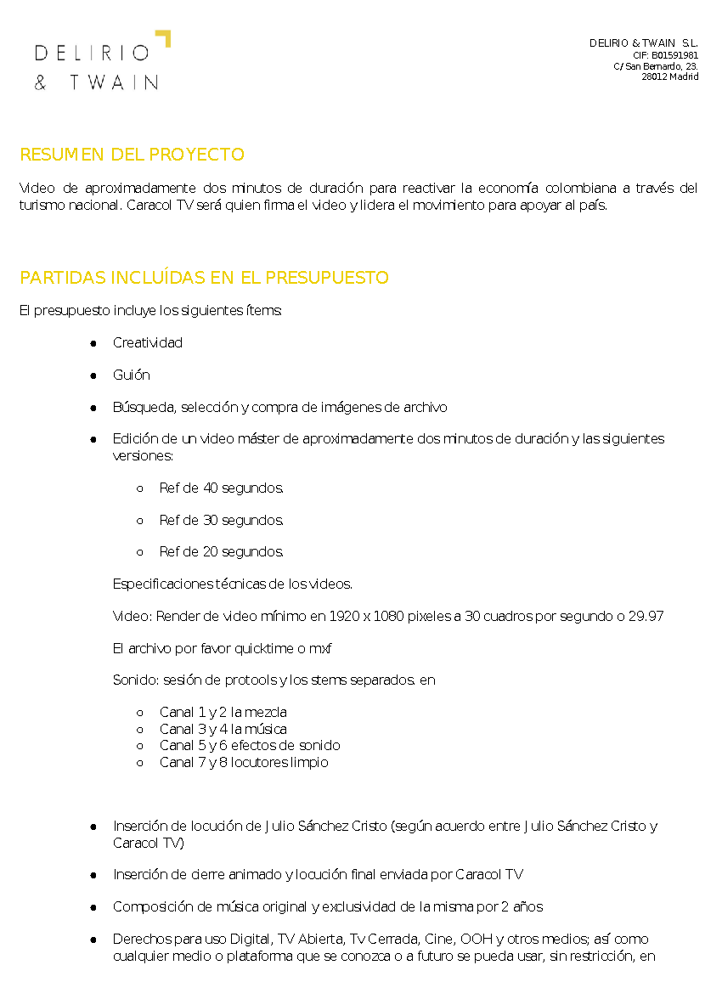 DELIRIO
& TWAIN
DELIRIO & TWAIN S.L.
CIF: B01591981
C/ San Bernardo, 23.
28012 Madrid
RESUMEN DEL PROYECTO
Video de aproximadamente dos minutos de duración para reactivar la economía colombiana a través del
turismo nacional. Caracol TV será quien firma el video y lidera el movimiento para apoyar al país.
PARTIDAS INCLUÍDAS EN EL PRESUPUESTO
El presupuesto incluye los siguientes ítems:
● Creatividad
● Guión
● Búsqueda, selección y compra de imágenes de archivo
● Edición de un video máster de aproximadamente dos minutos de duración y las siguientes
versiones:
○ Ref de 40 segundos.
○ Ref de 30 segundos.
○ Ref de 20 segundos.
Especificaciones técnicas de los videos.
Video: Render de video mínimo en 1920 x 1080 pixeles a 30 cuadros por segundo o 29.97
El archivo por favor quicktime o mxf
Sonido: sesión de protools y los stems separados. en
○ Canal 1 y 2 la mezcla
○ Canal 3 y 4 la música
○ Canal 5 y 6 efectos de sonido
○ Canal 7 y 8 locutores limpio
● Inserción de locución de Julio Sánchez Cristo (según acuerdo entre Julio Sánchez Cristo y
Caracol TV)
● Inserción de cierre animado y locución final enviada por Caracol TV
● Composición de música original y exclusividad de la misma por 2 años
● Derechos para uso Digital, TV Abierta, Tv Cerrada, Cine, OOH y otros medios; así como
cualquier medio o plataforma que se conozca o a futuro se pueda usar, sin restricción, en